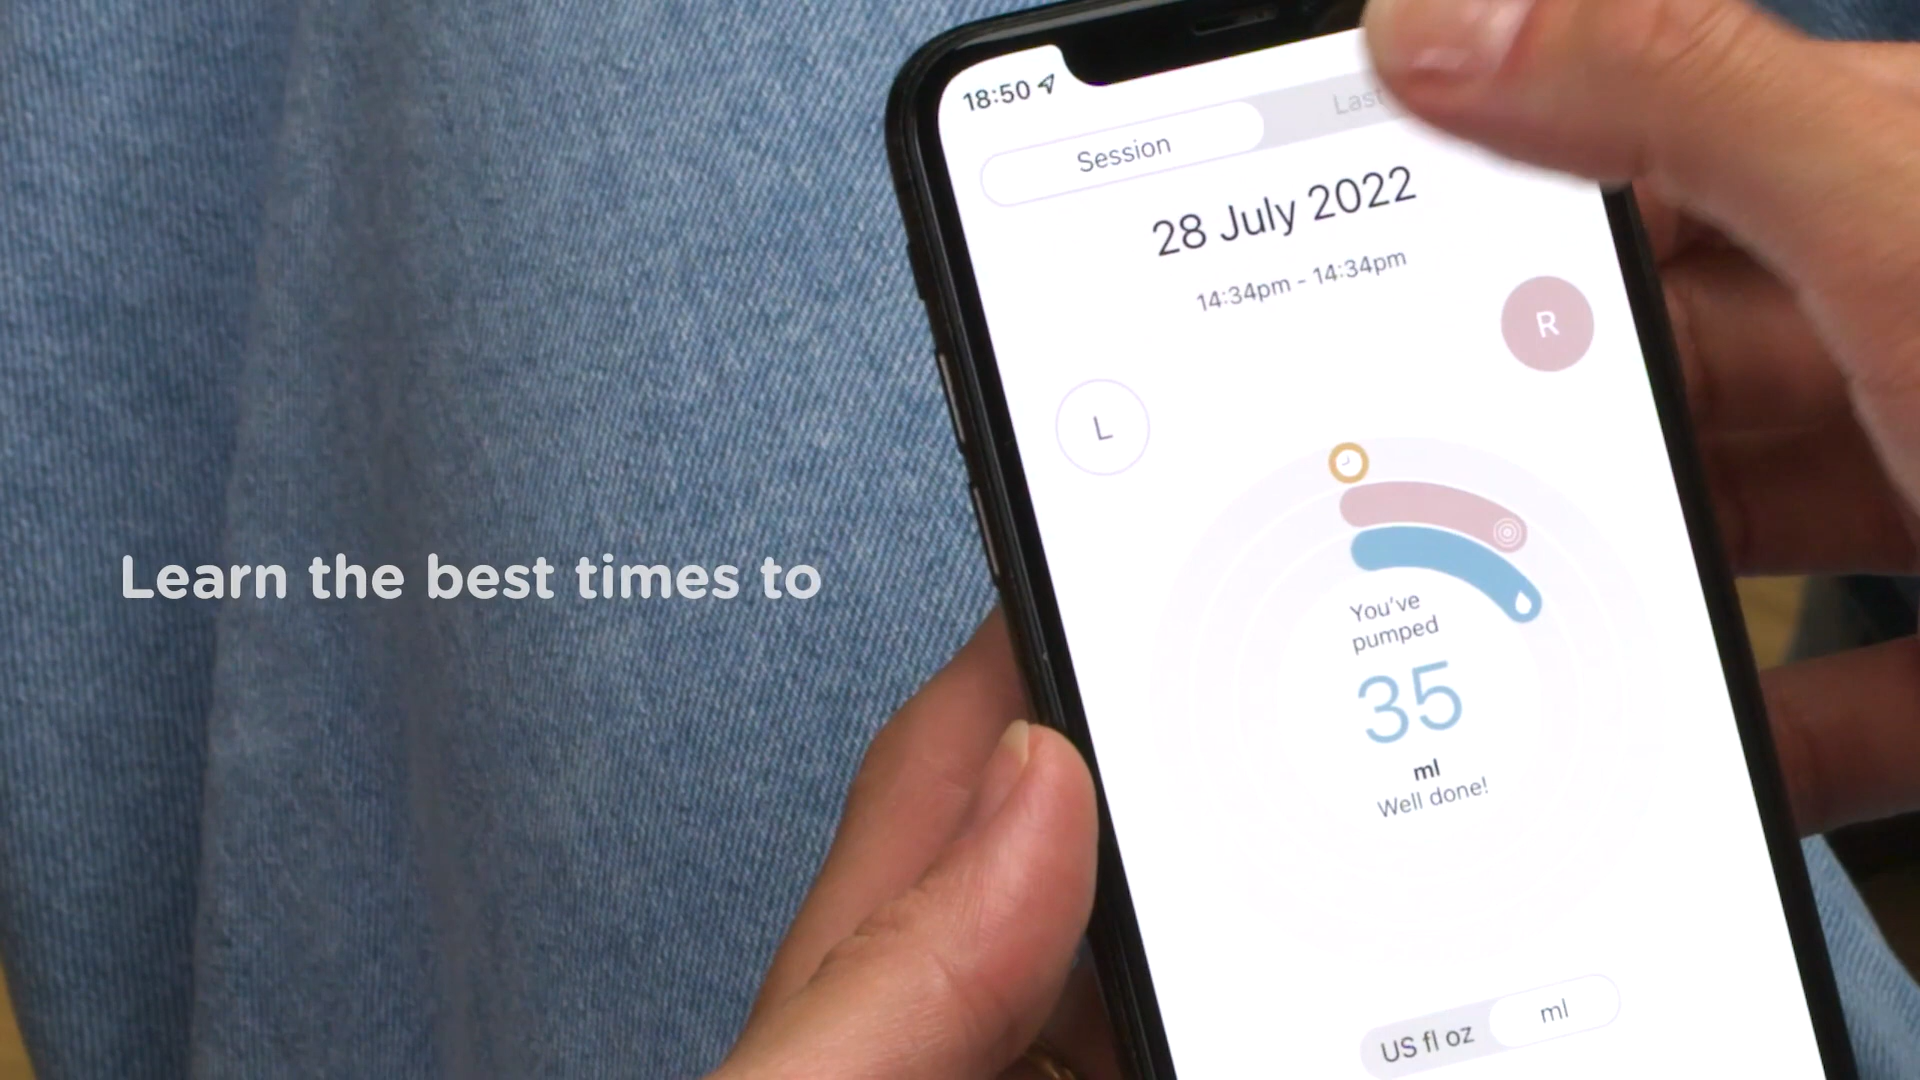 18:50
Session
Last
28 July 2022
14:34pm - 14:34pm
R
L
Learn the best times to
You've
pumped
35
ml
Well done!
US fl oz
ml